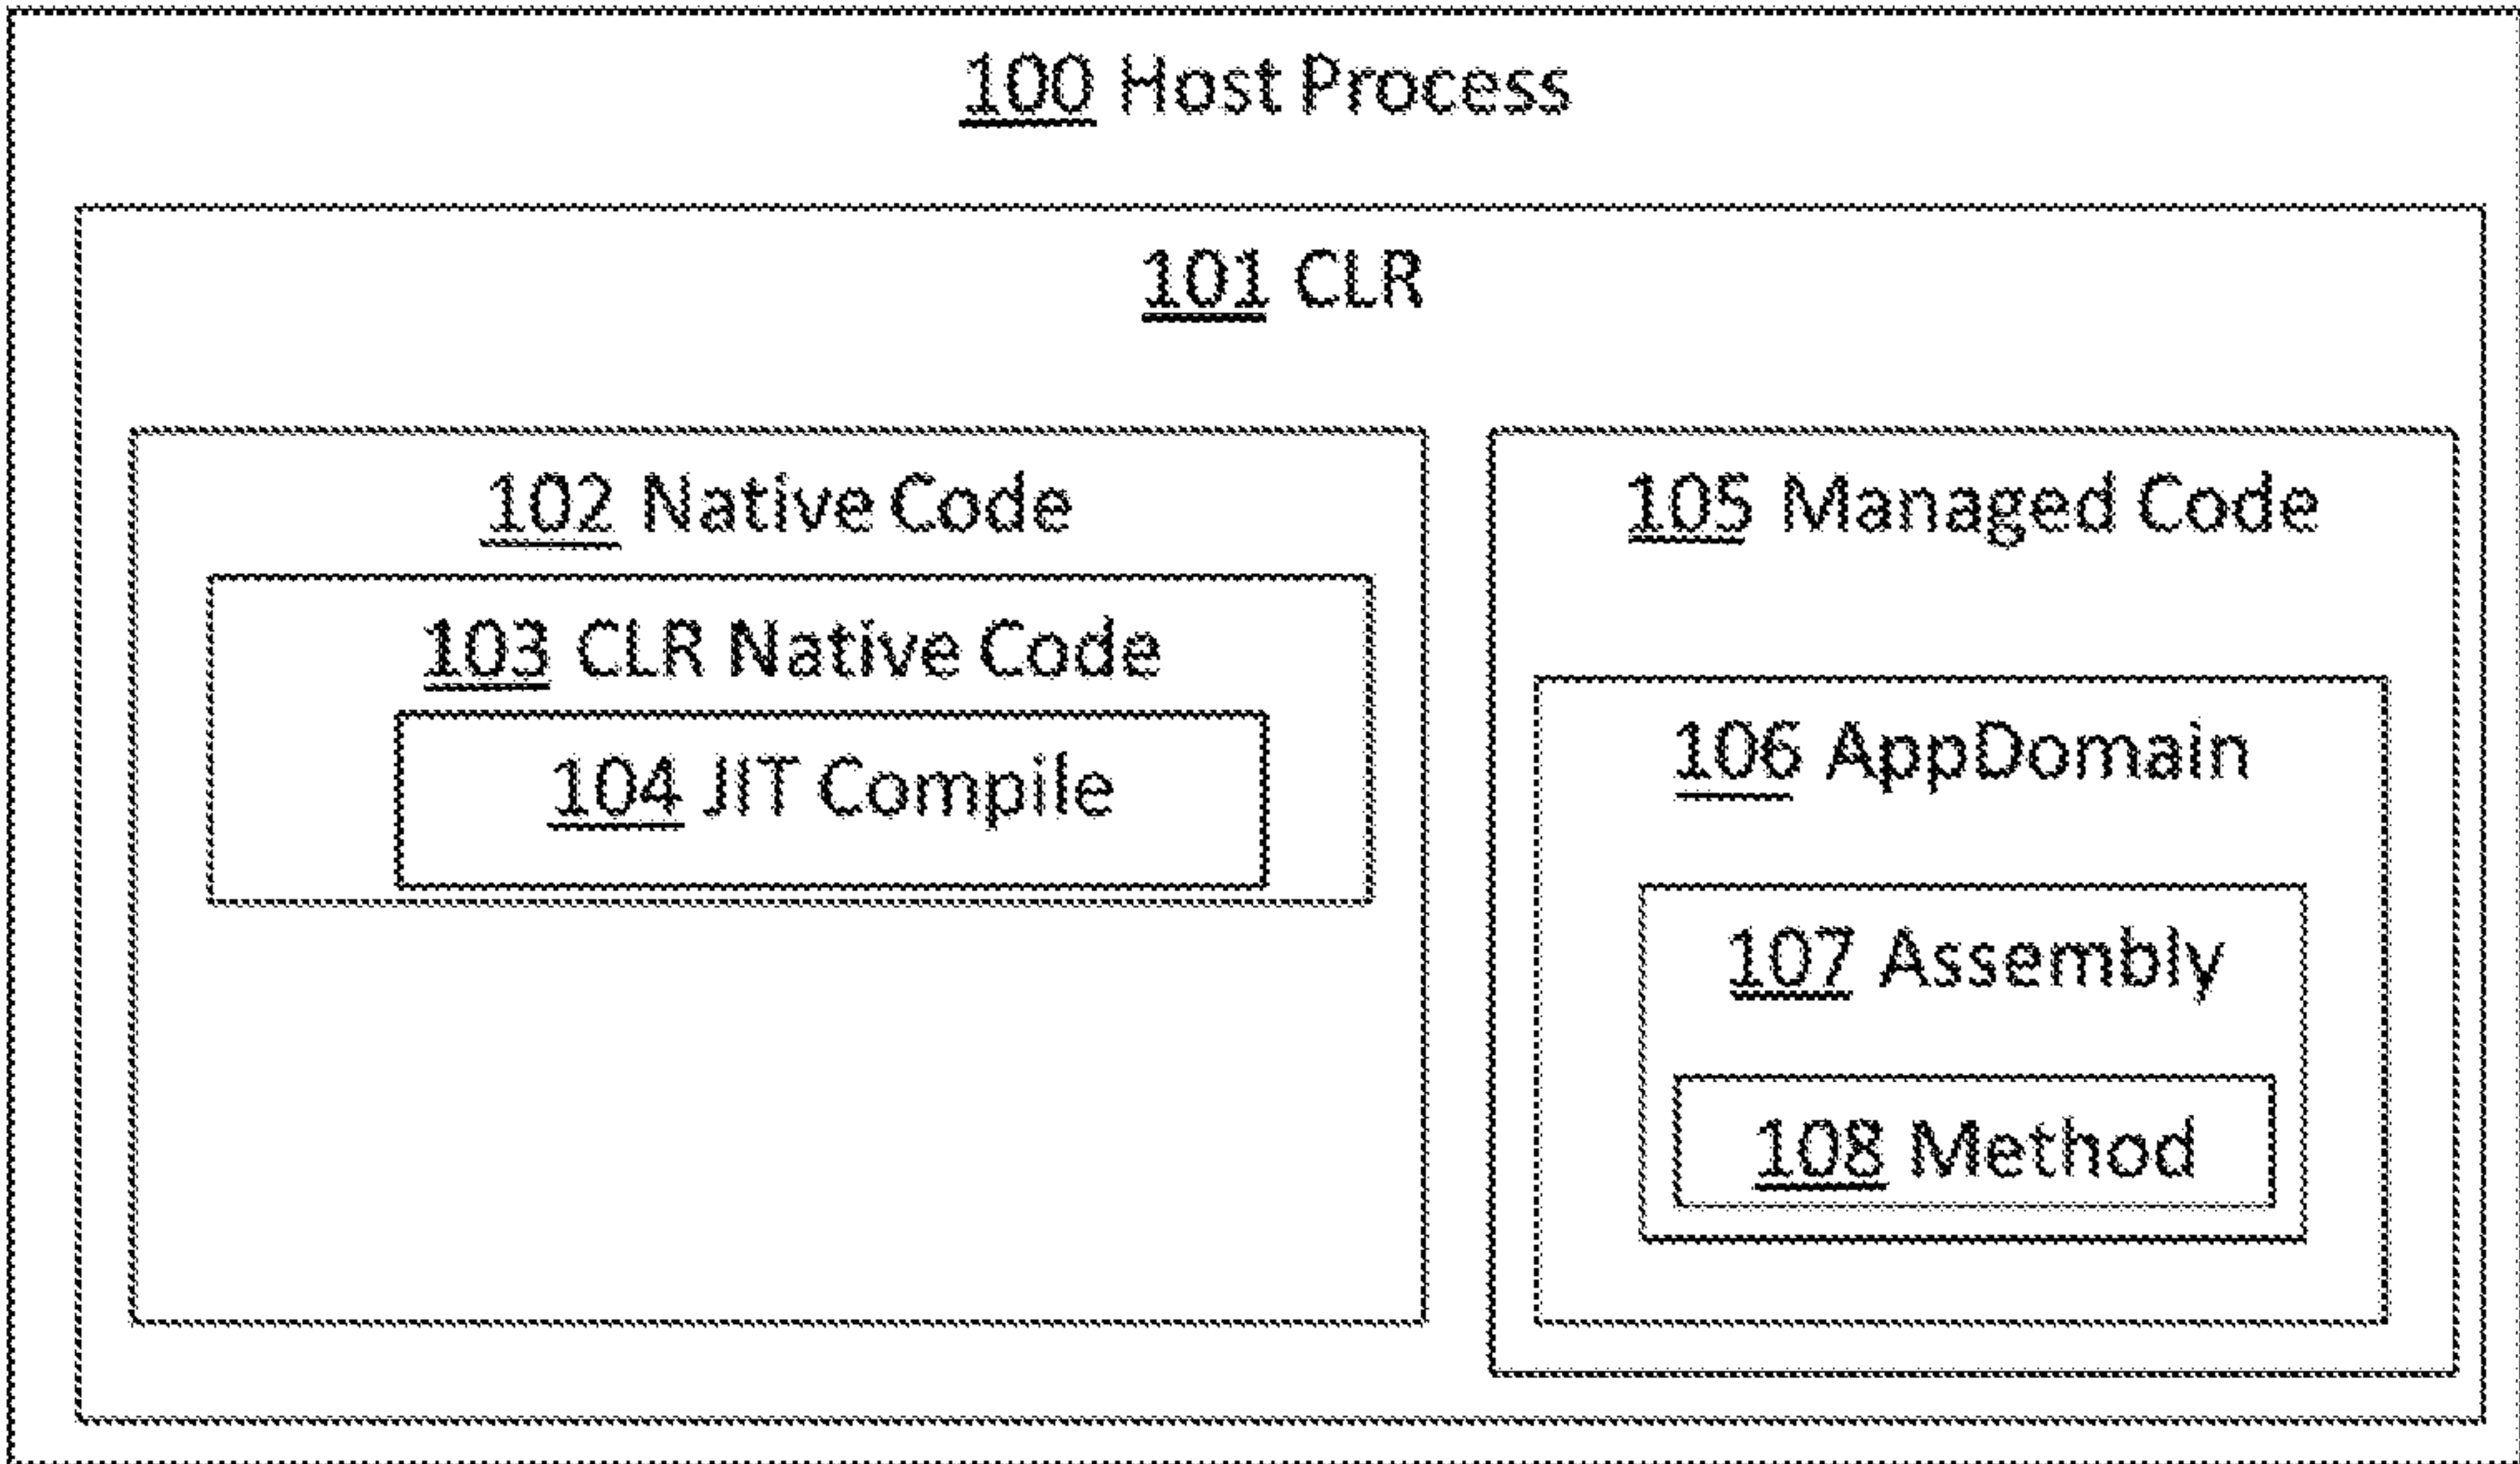 100 Host Process
101 CLR
102 Native Code
103 CLR Native Code
104 JIT Compile
105 Managed Code
106 AppDomain
107 Assembly
108 Method